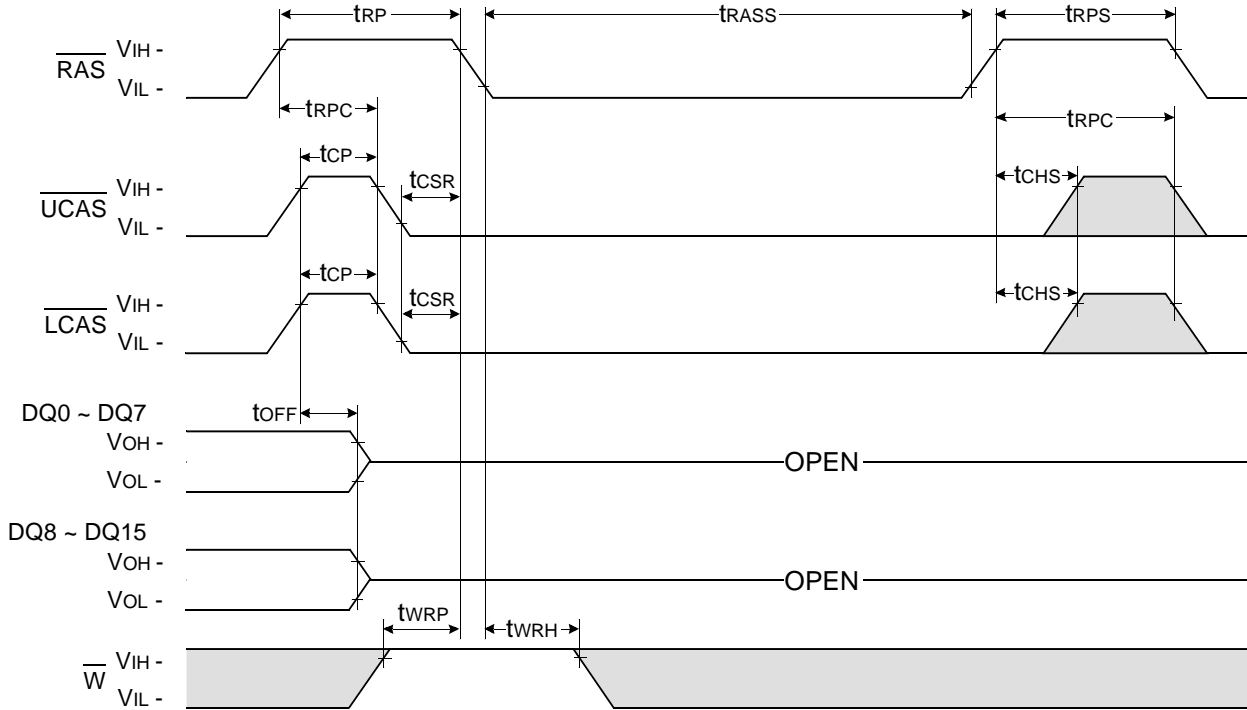 tRP tRASS tRPS
RAS VIH -
VIL -
tRPC tRPC
tCP
tCSR tCHS
UCAS VIH -
VIL -
tCP
tCSR tCHS
LCAS VIH -
VIL -
DQ0 ~ DQ7 tOFF
VOH -
OPEN
VOL -
DQ8 ~ DQ15
VOH -
OPEN
VOL -
tWRP tWRH
W VIH -
VIL -